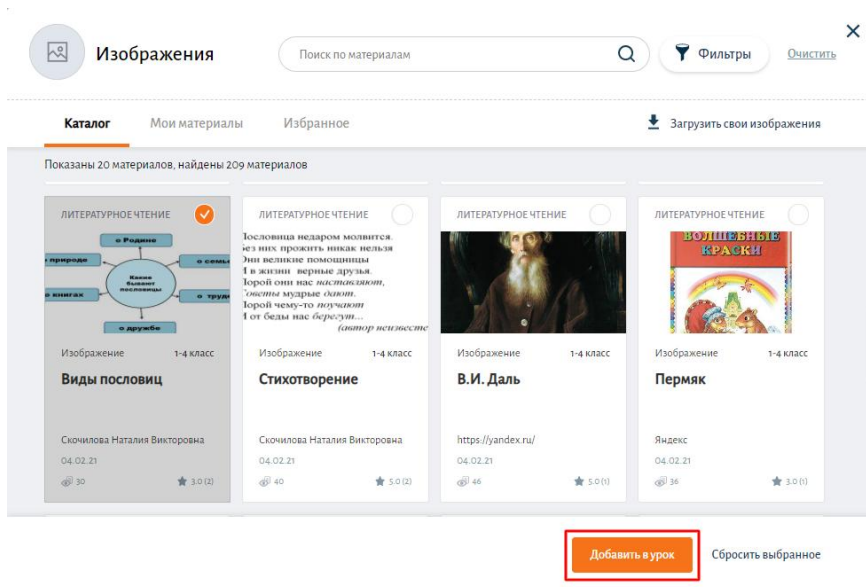 Изображения
Поиск по материалам
Фильтры
Очистить
Каталог
Мои материалы
Избранное
Загрузить свои изображения
Показаны 20 материалов, найдены 209 материалов
ЛИТЕРАТУРНОЕ ЧТЕНИЕ
о Родине
природе
о семь
Какие
бывают
пословицы
книгах
о труд
о дружбе
Изображение 1-4 класс
Виды пословиц
Скочилова Наталия Викторовна
04.02.21
30 3.0 (2)
ЛИТЕРАТУРНОЕ ЧТЕНИЕ
Пословица недаром молвится.
Без них прожить никак нельзя
Они великие помощницы
И в жизни верные друзья.
Порой они нас наставляют,
Советы мудрые дают.
Порой чему-то поучают
И от беды нас берегут...
(автор неизвестe
Изображение 1-4 класс
Стихотворение
Скочилова Наталия Викторовна
04.02.21
40 5.0 (2)
ЛИТЕРАТУРНОЕ ЧТЕНИЕ
Изображение 1-4 класс
В.И. Даль
https://yandex.ru/
04.02.21
46 5.0 (1)
ЛИТЕРАТУРНОЕ ЧТЕНИЕ
ВОЛШЕБНЫЕ
КРАСКИ
Изображение 1-4 класс
Пермяк
Яндекс
04.02.21
36 3.0 (1)
Добавить в урок
Сбросить выбранное